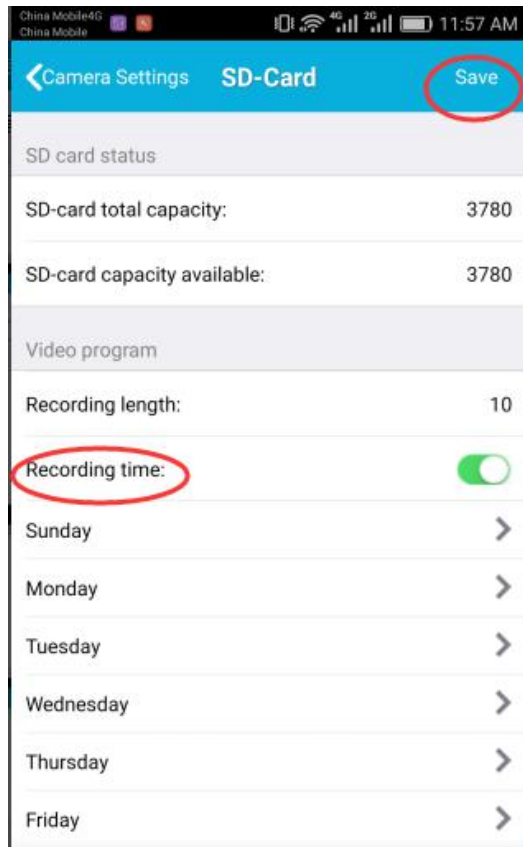 China Mobile4G
China Mobile
4G 2G 11:57 AM
Camera Settings SD-Card Save
SD card status
SD-card total capacity: 3780
SD-card capacity available: 3780
Video program
Recording length: 10
Recording time:
Sunday
Monday
Tuesday
Wednesday
Thursday
Friday